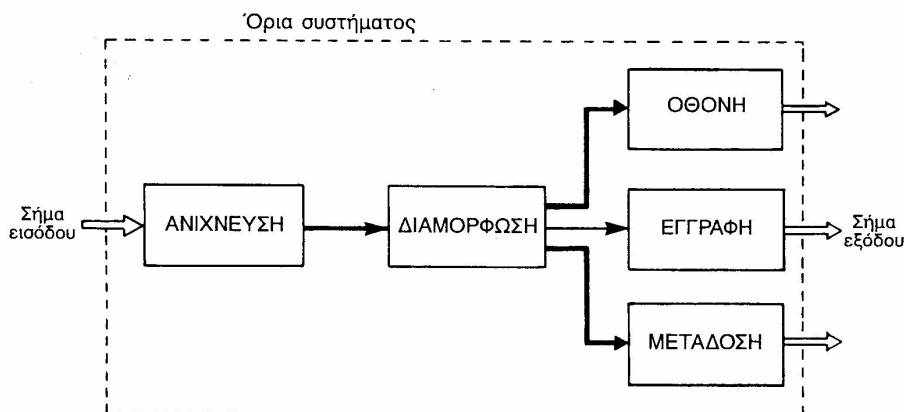 Όρια συστήματος
ΟΘΟΝΗ
Σήμα
εισόδου
ΑΝΙΧΝΕΥΣΗ
ΔΙΑΜΟΡΦΩΣΗ
ΕΓΓΡΑΦΗ
Σήμα
εξόδου
ΜΕΤΑΔΟΣΗ